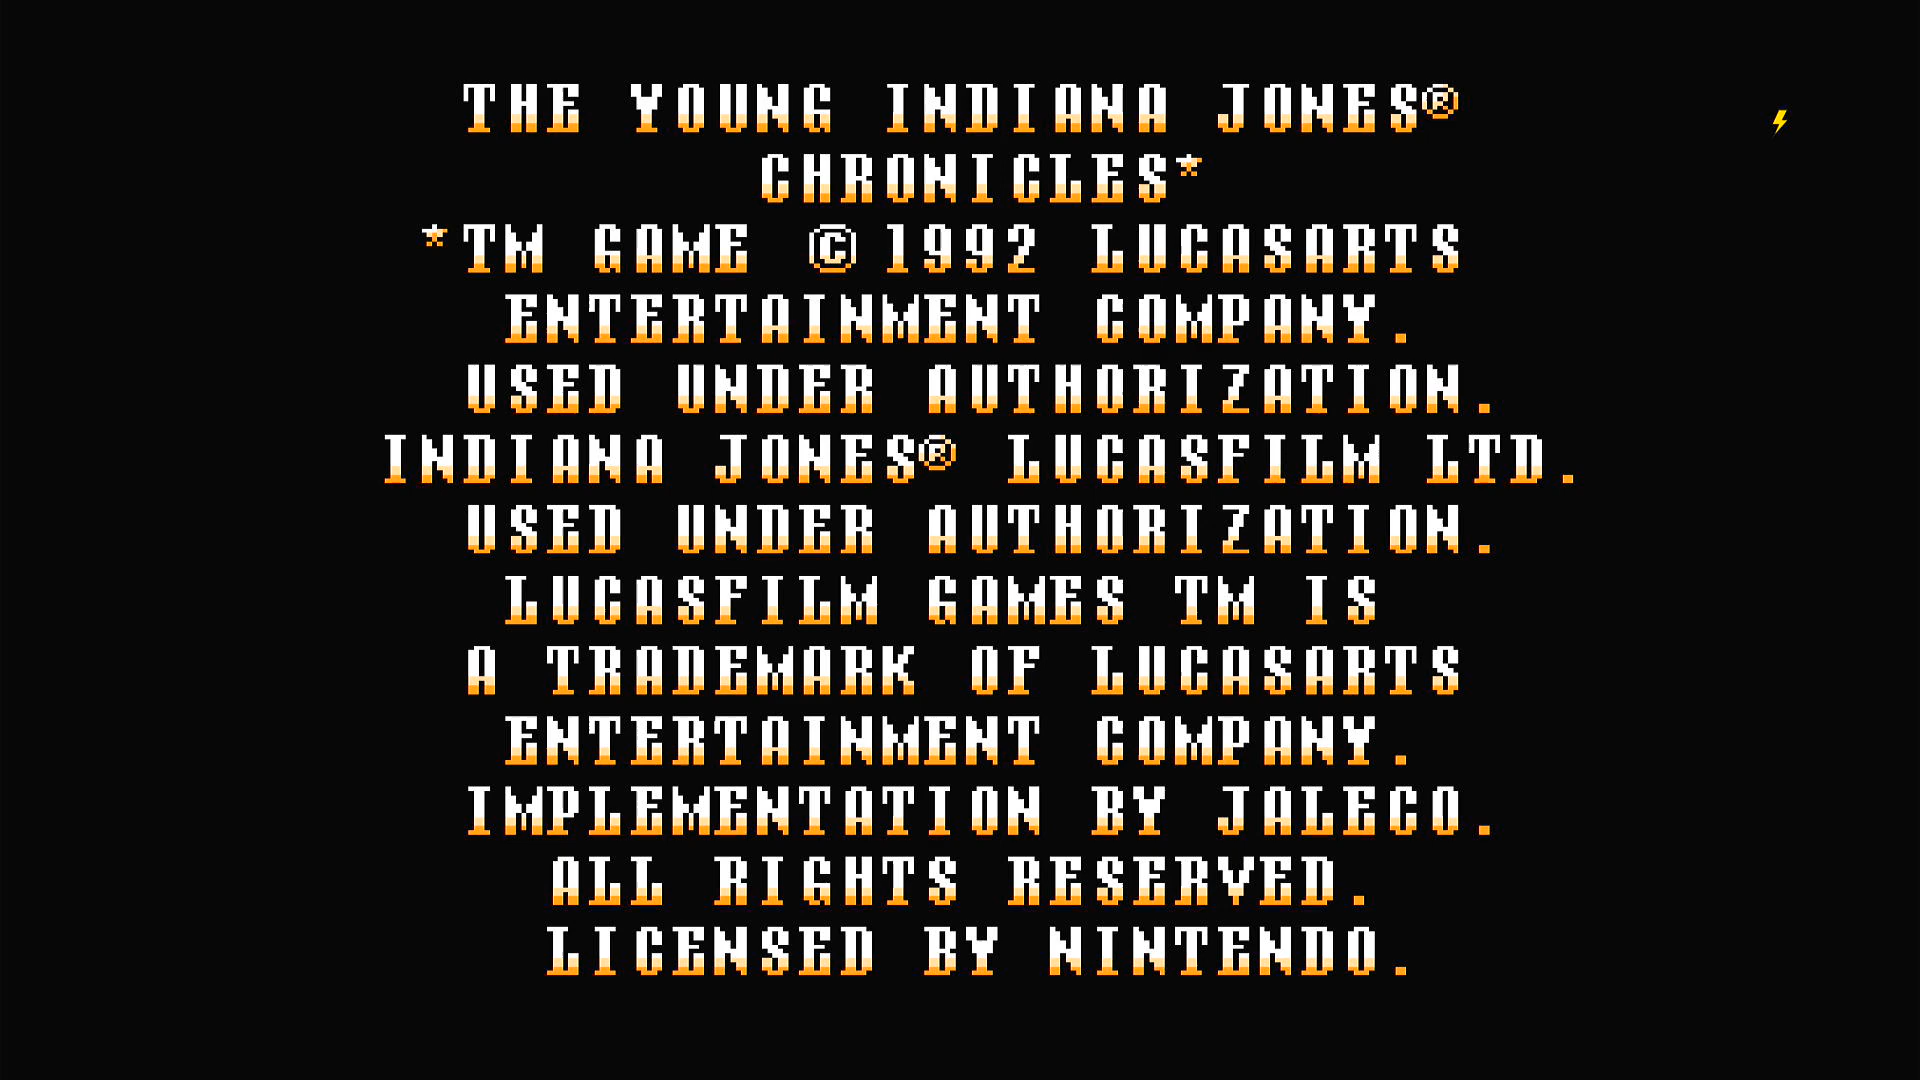 THE YOUNG INDIANA JONES®
CHRONICLES*
*TM GAME ©1992 LUCASARTS
ENTERTAINMENT COMPANY.
USED UNDER AUTHORIZATION.
INDIANA JONES® LUCASFILM LTD.
USED UNDER AUTHORIZATION.
LUCASFILM GAMES TM IS
A TRADEMARK OF LUCASARTS
ENTERTAINMENT COMPANY.
IMPLEMENTATION BY JALECO.
ALL RIGHTS RESERVED.
LICENSED BY NINTENDO.